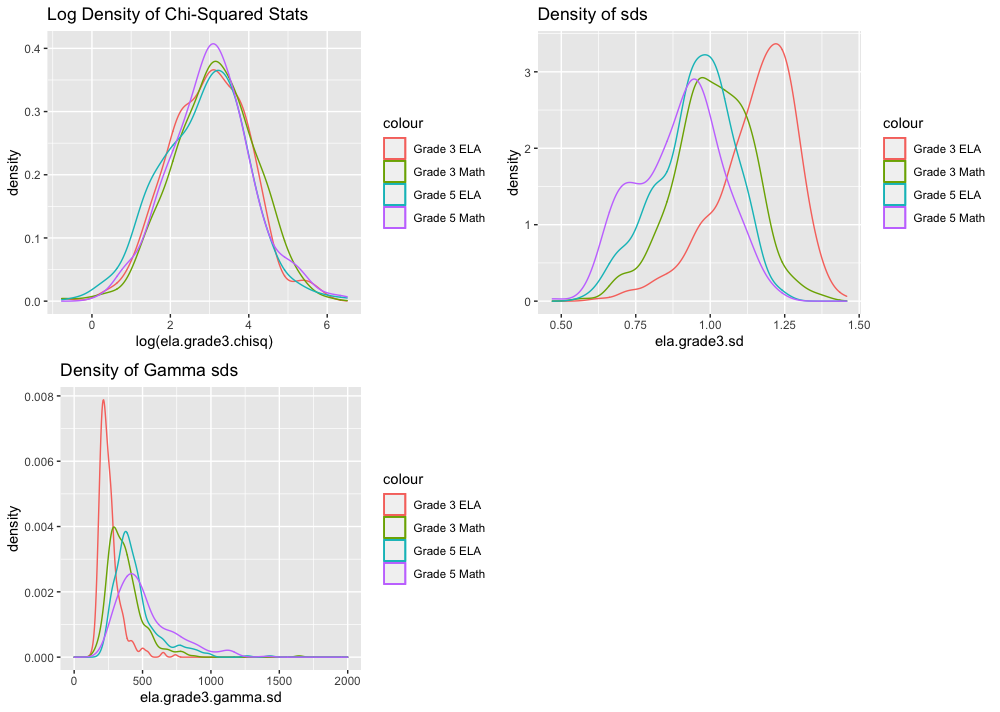 Log Density of Chi-Squared Stats
density
0.4
0.3
0.2
0.1
0.0
0 2 4 6
log(ela.grade3.chisq)
colour
Grade 3 ELA
Grade 3 Math
Grade 5 ELA
Grade 5 Math
Density of sds
density
3
2
1
0
0.50 0.75 1.00 1.25 1.50
ela.grade3.sd
colour
Grade 3 ELA
Grade 3 Math
Grade 5 ELA
Grade 5 Math
Density of Gamma sds
density
0.008
0.006
0.004
0.002
0.000
0 500 1000 1500 2000
ela.grade3.gamma.sd
colour
Grade 3 ELA
Grade 3 Math
Grade 5 ELA
Grade 5 Math